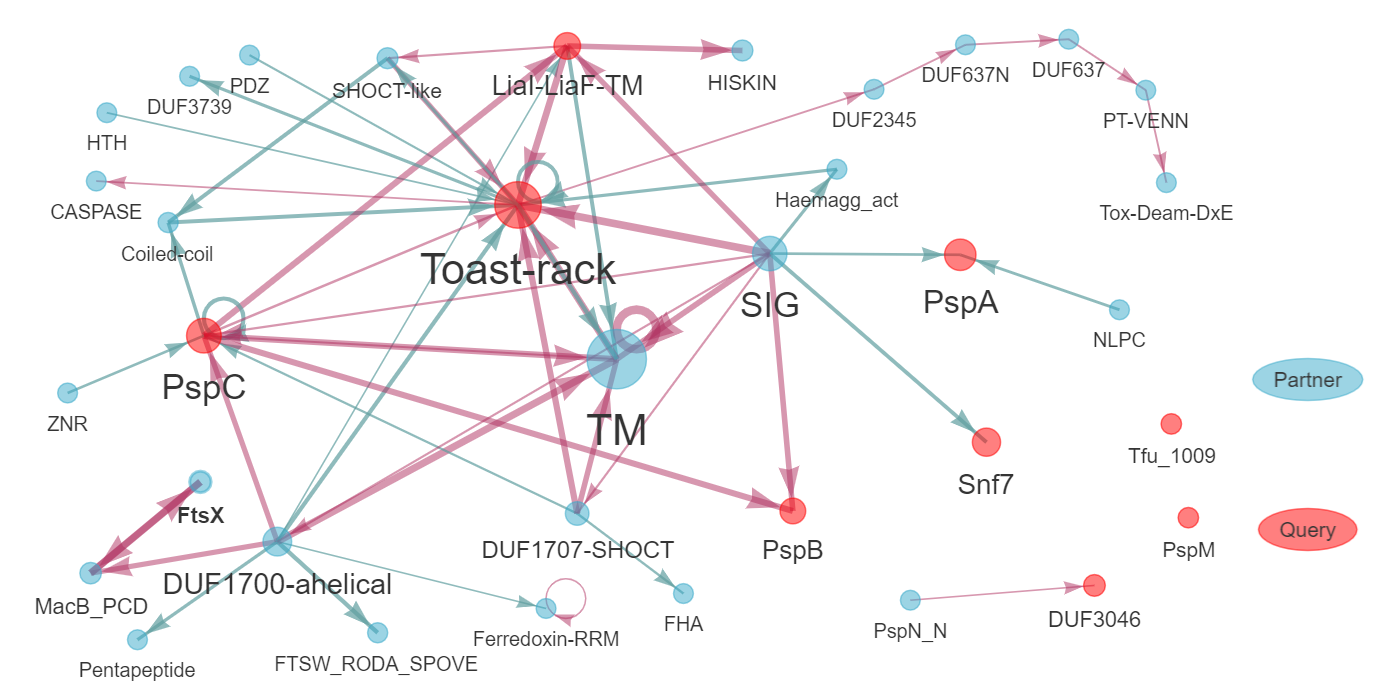 PDZ
SHOCT-like
LiaI-LiaF-TM
HISKIN
DUF637N
DUF637
DUF3739
DUF2345
PT-VENN
HTH
CASPASE
Haemagg_act
Tox-Deam-DxE
Coiled-coil
Toast-rack
SIG
PspA
NLPC
PspC
Partner
ZNR
TM
Tfu_1009
Snf7
FtsX
Query
PspB
PspM
DUF1707-SHOCT
DUF1700-ahelical
MacB_PCD
FHA
PspN_N
DUF3046
Ferredoxin-RRM
Pentapeptide
FTSW_RODA_SPOVE